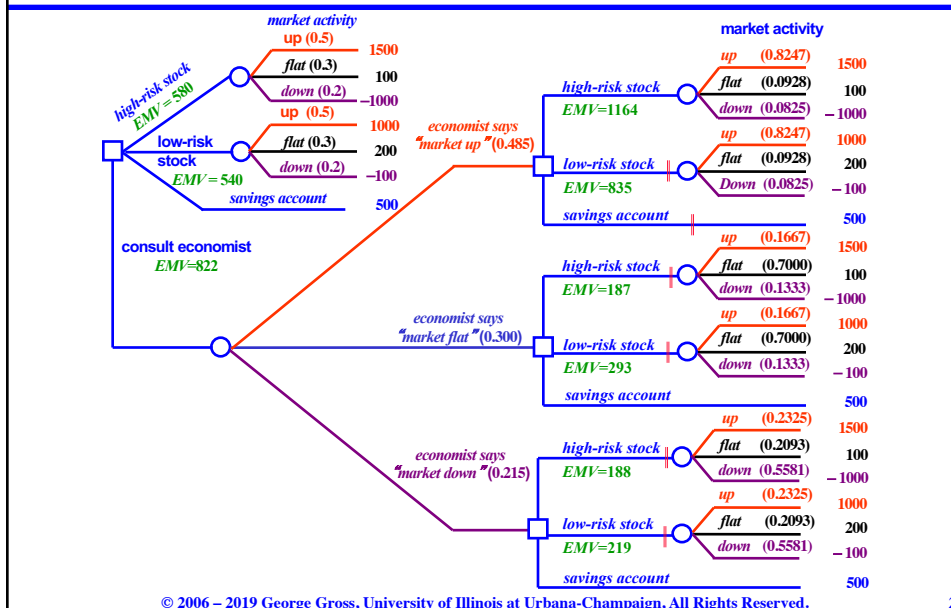 market activity
up (0.5)
1500
high-risk stock
EMV = 580
flat (0.3)
100
down (0.2)
–1000
up (0.5)
1000
low-risk
stock
EMV = 540
flat (0.3)
200
down (0.2)
–100
savings account
500
consult economist
EMV=822
economist says
"market up" (0.485)
economist says
"market flat" (0.300)
economist says
"market down" (0.215)
market activity
up (0.8247)
1500
high-risk stock
EMV=1164
flat (0.0928)
100
down (0.0825)
–1000
up (0.8247)
1000
low-risk stock
EMV=835
flat (0.0928)
200
Down (0.0825)
–100
savings account
500
up (0.1667)
1500
high-risk stock
EMV=187
flat (0.7000)
100
down (0.1333)
–1000
up (0.1667)
1000
low-risk stock
EMV=293
flat (0.7000)
200
down (0.1333)
–100
savings account
500
up (0.2325)
1500
high-risk stock
EMV=188
flat (0.2093)
100
down (0.5581)
–1000
up (0.2325)
1000
low-risk stock
EMV=219
flat (0.2093)
200
down (0.5581)
–100
savings account
500
© 2006 – 2019 George Gross, University of Illinois at Urbana-Champaign, All Rights Reserved.